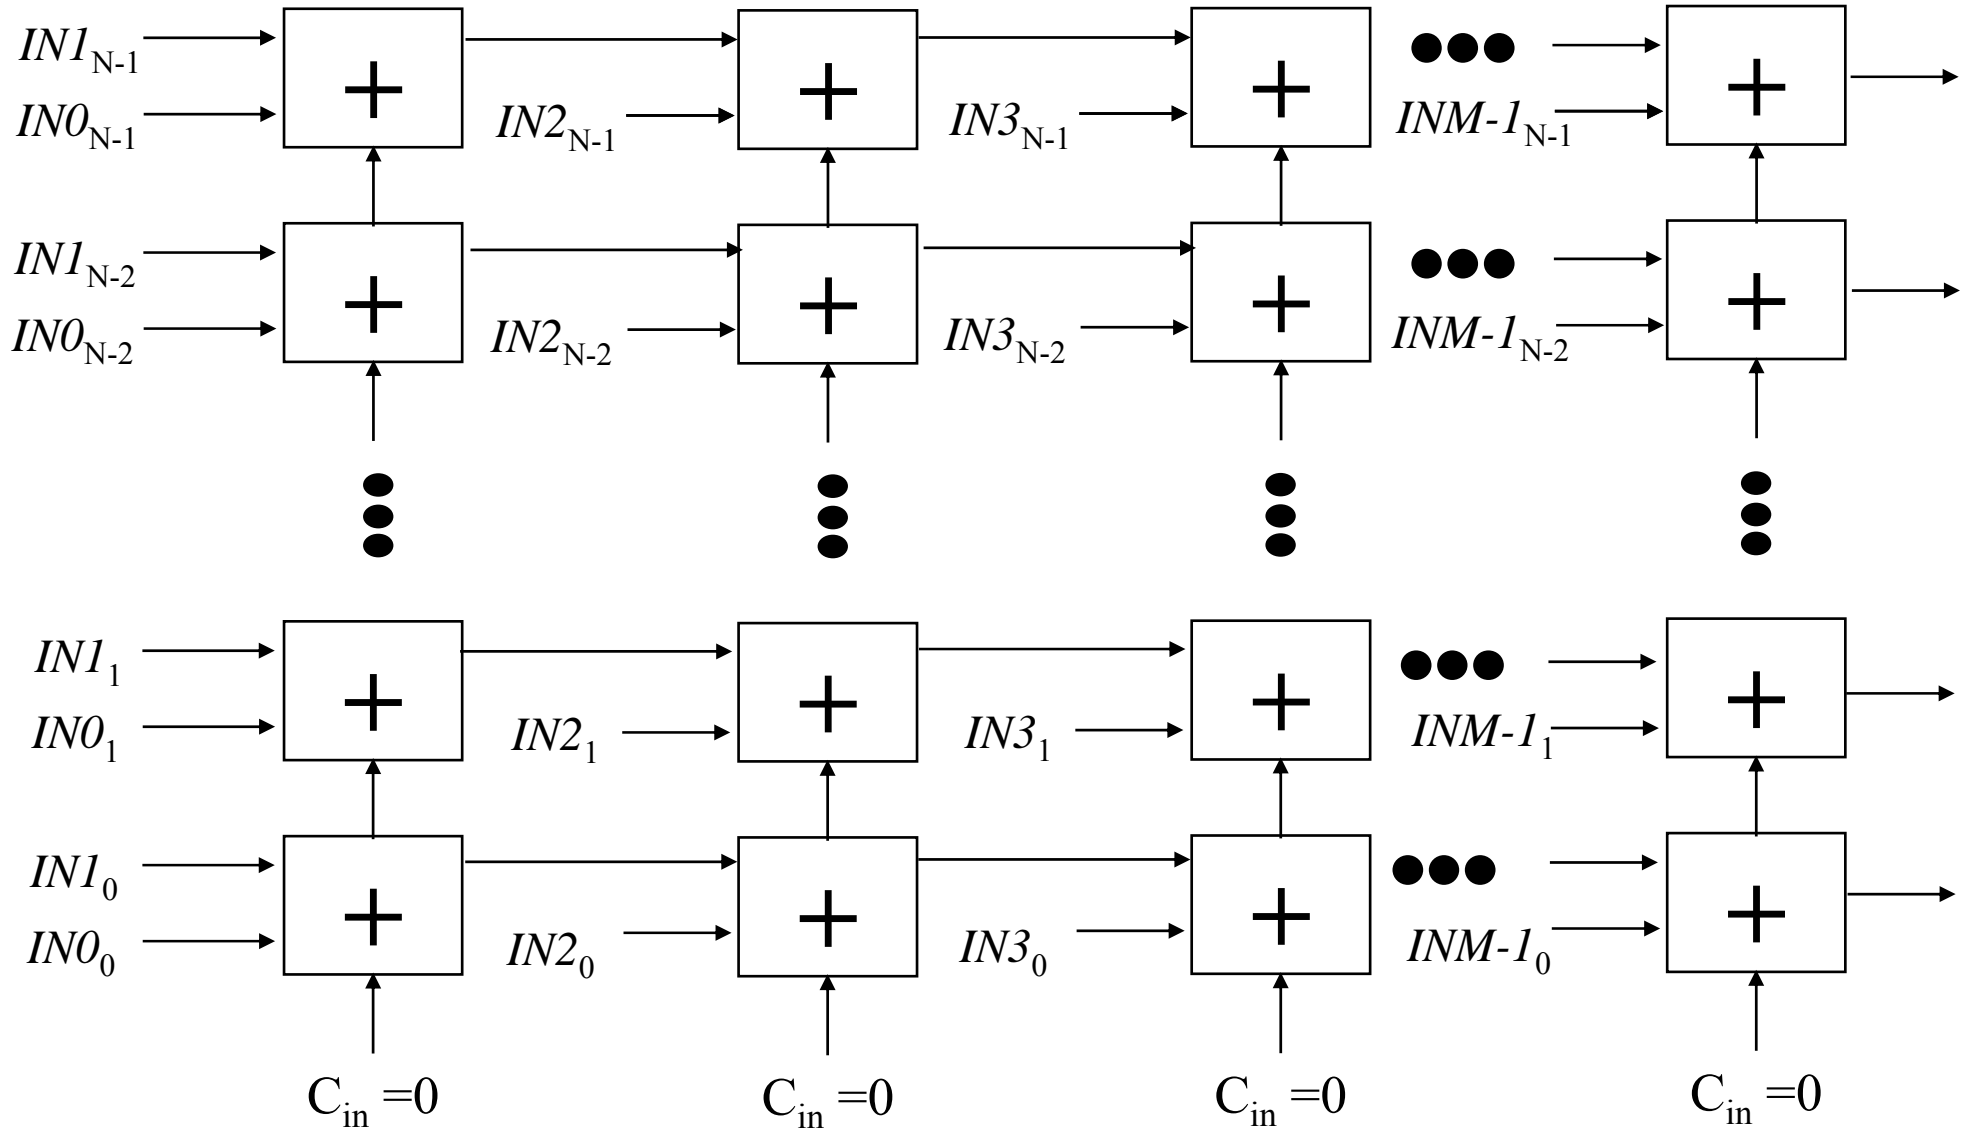 IN1N-1
IN0N-1 IN2N-1 IN3N-1 INM-1N-1
IN1N-2
IN0N-2 IN2N-2 IN3N-2 INM-1N-2
IN11
IN01 IN21 IN31 INM-11
IN10
IN00 IN20 IN30 INM-10
Cin =0 Cin =0 Cin =0 Cin =0